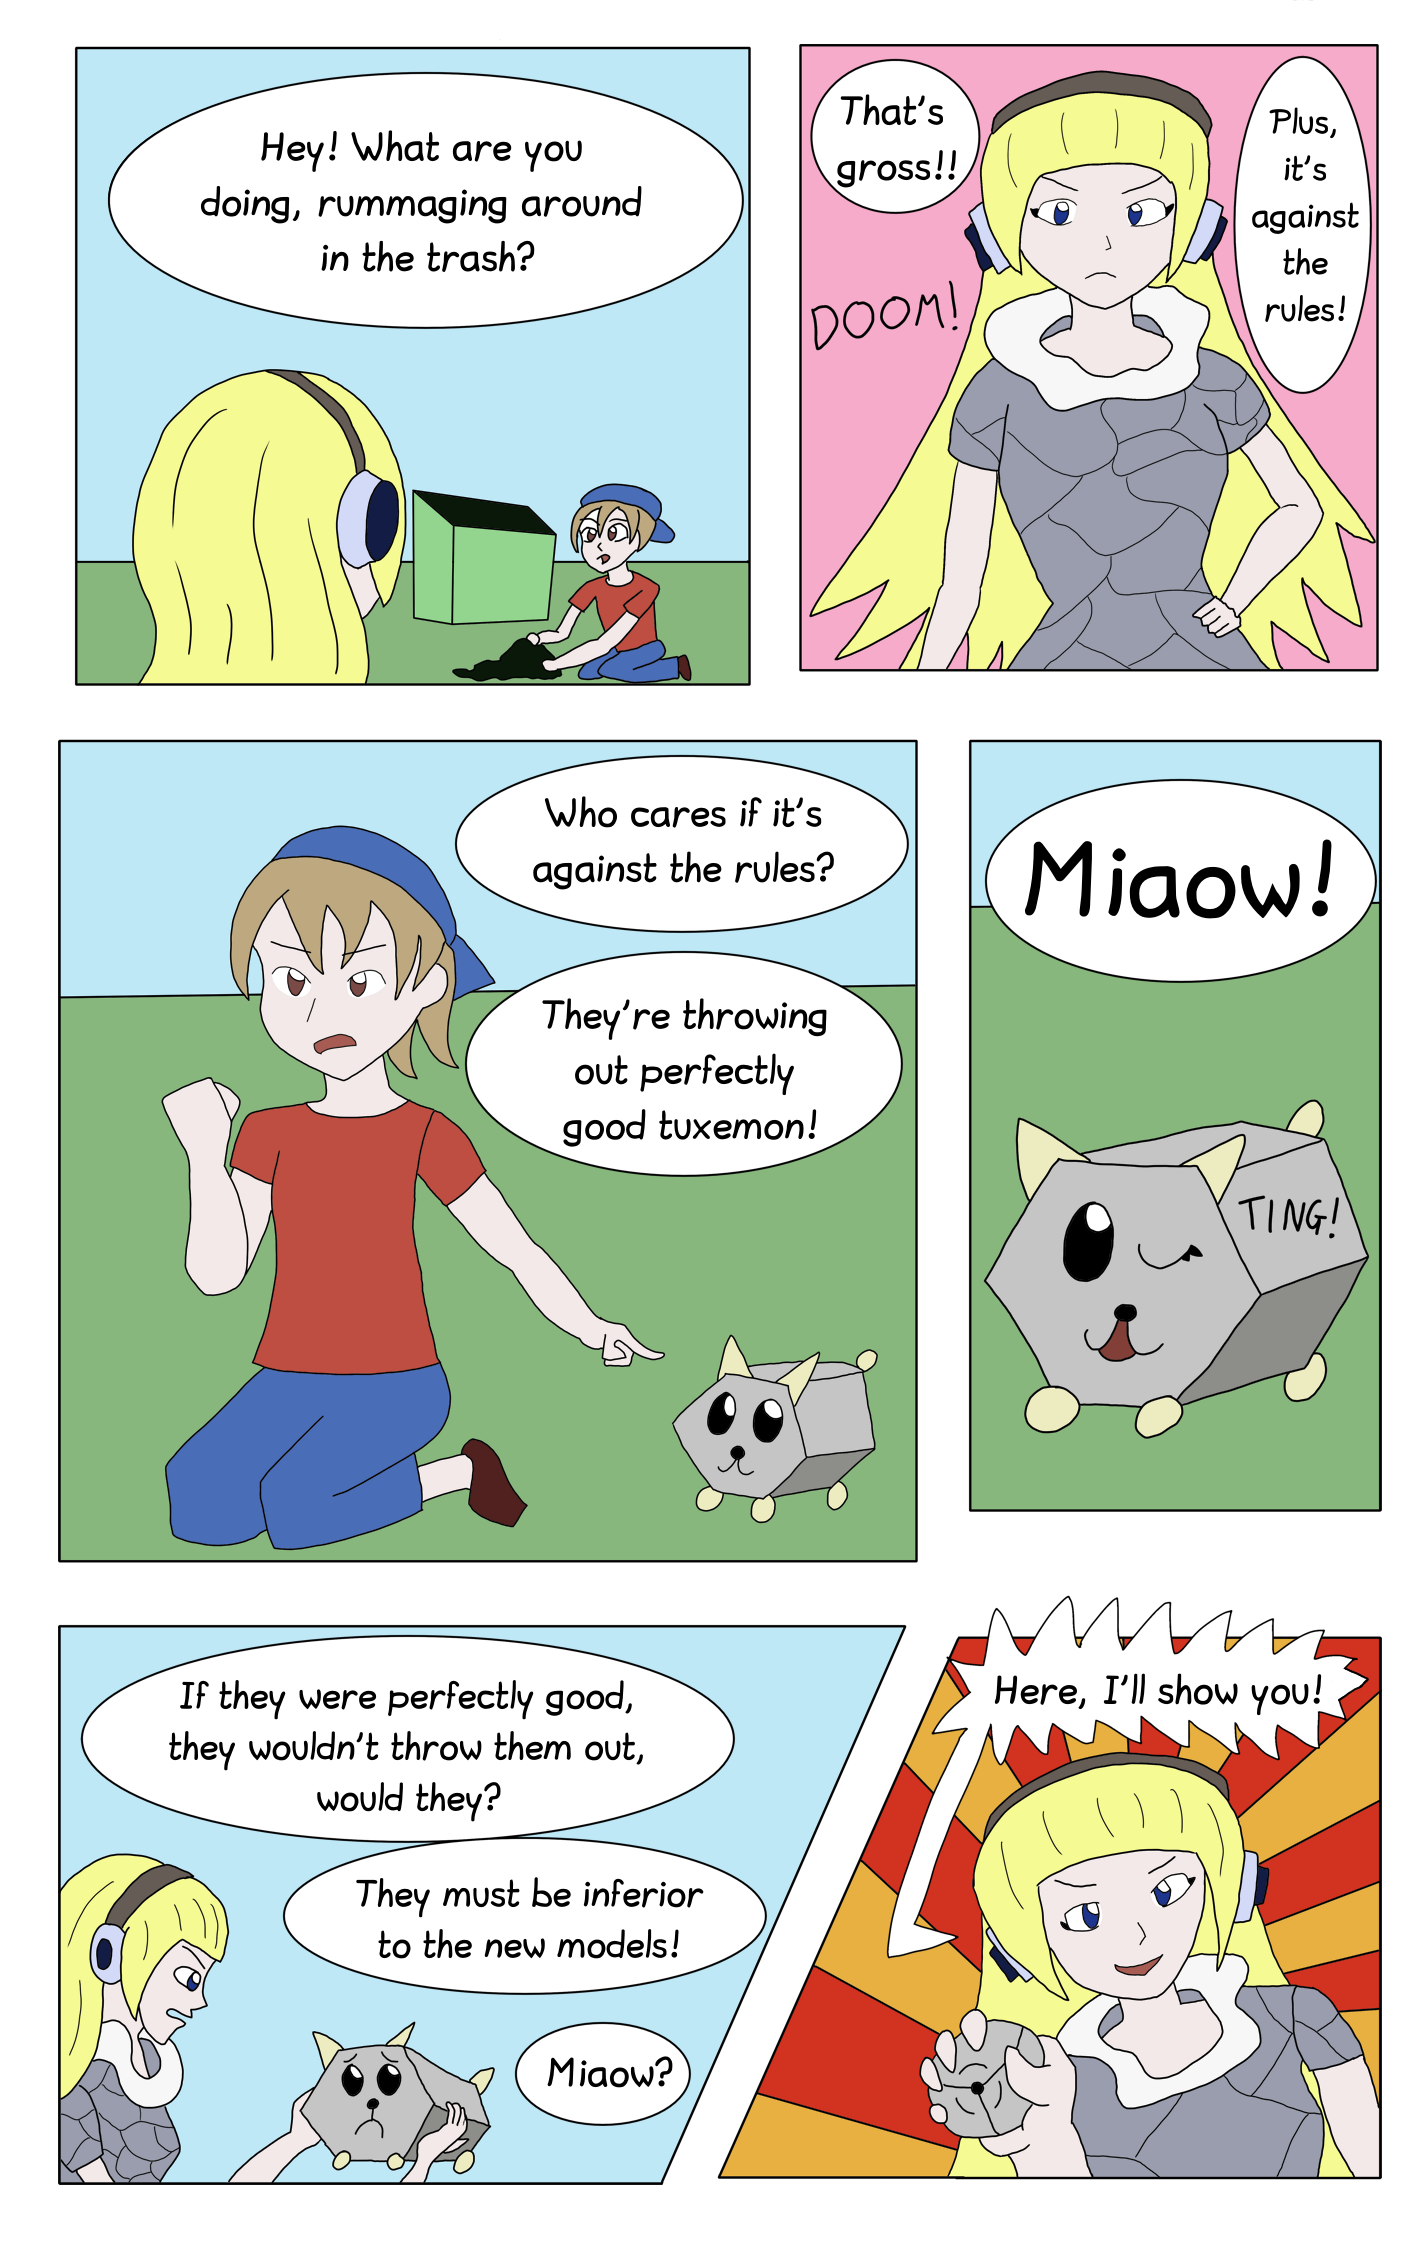 Hey! What are you
doing, rummaging around
in the trash?
That's
gross!!
Plus,
it's
against
the
rules!
DOOM!
Who cares if it's
against the rules?
They're throwing
out perfectly
good tuxemon!
Miaow!
TING!
If they were perfectly good,
they wouldn't throw them out,
would they?
They must be inferior
to the new models!
Miaow?
Here, I'll show you!